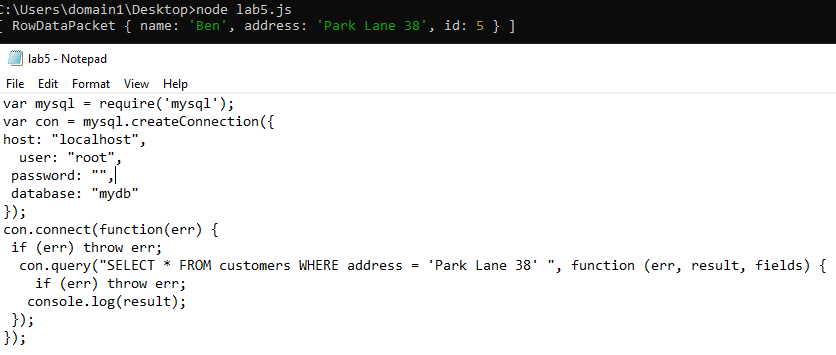 C:\Users\domain1\Desktop>node lab5.js
[ RowDataPacket { name: 'Ben', address: 'Park Lane 38', id: 5 } ]
lab5 - Notepad
File Edit Format View Help
var mysql = require('mysql');
var con = mysql.createConnection({
host: "localhost",
  user: "root",
 password: "",
 database: "mydb"
});
con.connect(function(err) {
 if (err) throw err;
  con.query("SELECT * FROM customers WHERE address = 'Park Lane 38' ", function (err, result, fields) {
    if (err) throw err;
   console.log(result);
 });
});